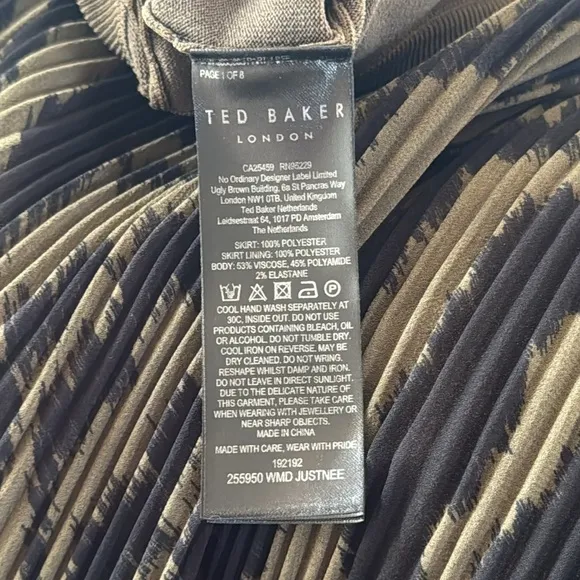 PAGE 1 OF 8
TED BAKER
LONDON
CA25459 RN95229
No Ordinary Designer Label Limited
Ugly Brown Building, 6a St Pancras Way
London NW1 0TB, United Kingdom
Ted Baker Netherlands
Leidsestraat 64, 1017 PD Amsterdam
The Netherlands
SKIRT: 100% POLYESTER
SKIRT LINING: 100% POLYESTER
BODY: 53% VISCOSE, 45% POLYAMIDE
2% ELASTANE
COOL HAND WASH SEPARATELY AT
30C, INSIDE OUT. DO NOT USE
PRODUCTS CONTAINING BLEACH, OIL
OR ALCOHOL. DO NOT TUMBLE DRY.
COOL IRON ON REVERSE. MAY BE
DRY CLEANED. DO NOT WRING.
RESHAPE WHILST DAMP AND IRON.
DO NOT LEAVE IN DIRECT SUNLIGHT.
DUE TO THE DELICATE NATURE OF
THIS GARMENT, PLEASE TAKE CARE
WHEN WEARING WITH JEWELLERY OR
NEAR SHARP OBJECTS.
MADE IN CHINA
MADE WITH CARE, WEAR WITH PRIDE
192192
255950 WMD JUSTNEE